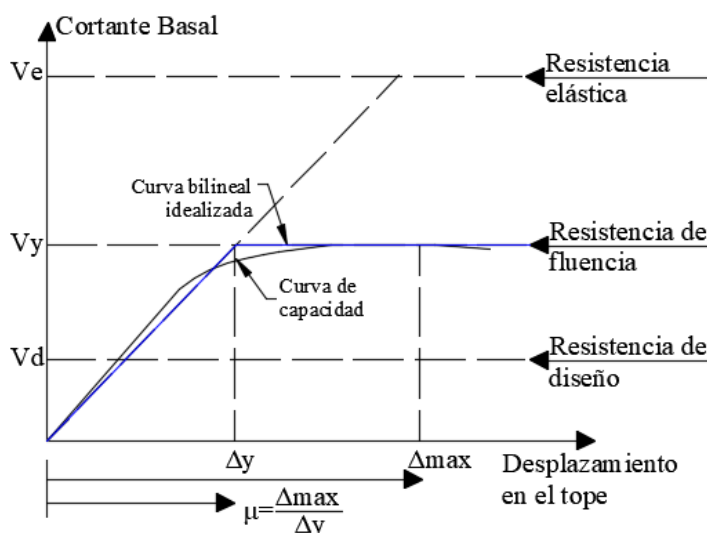 Cortante Basal
Ve
Resistencia
elástica
Curva bilineal
idealizada
Vy
Resistencia de
fluencia
Curva de
capacidad
Vd
Resistencia de
diseño
Δy
Δmax
Desplazamiento
en el tope
μ=Δmax
Δy